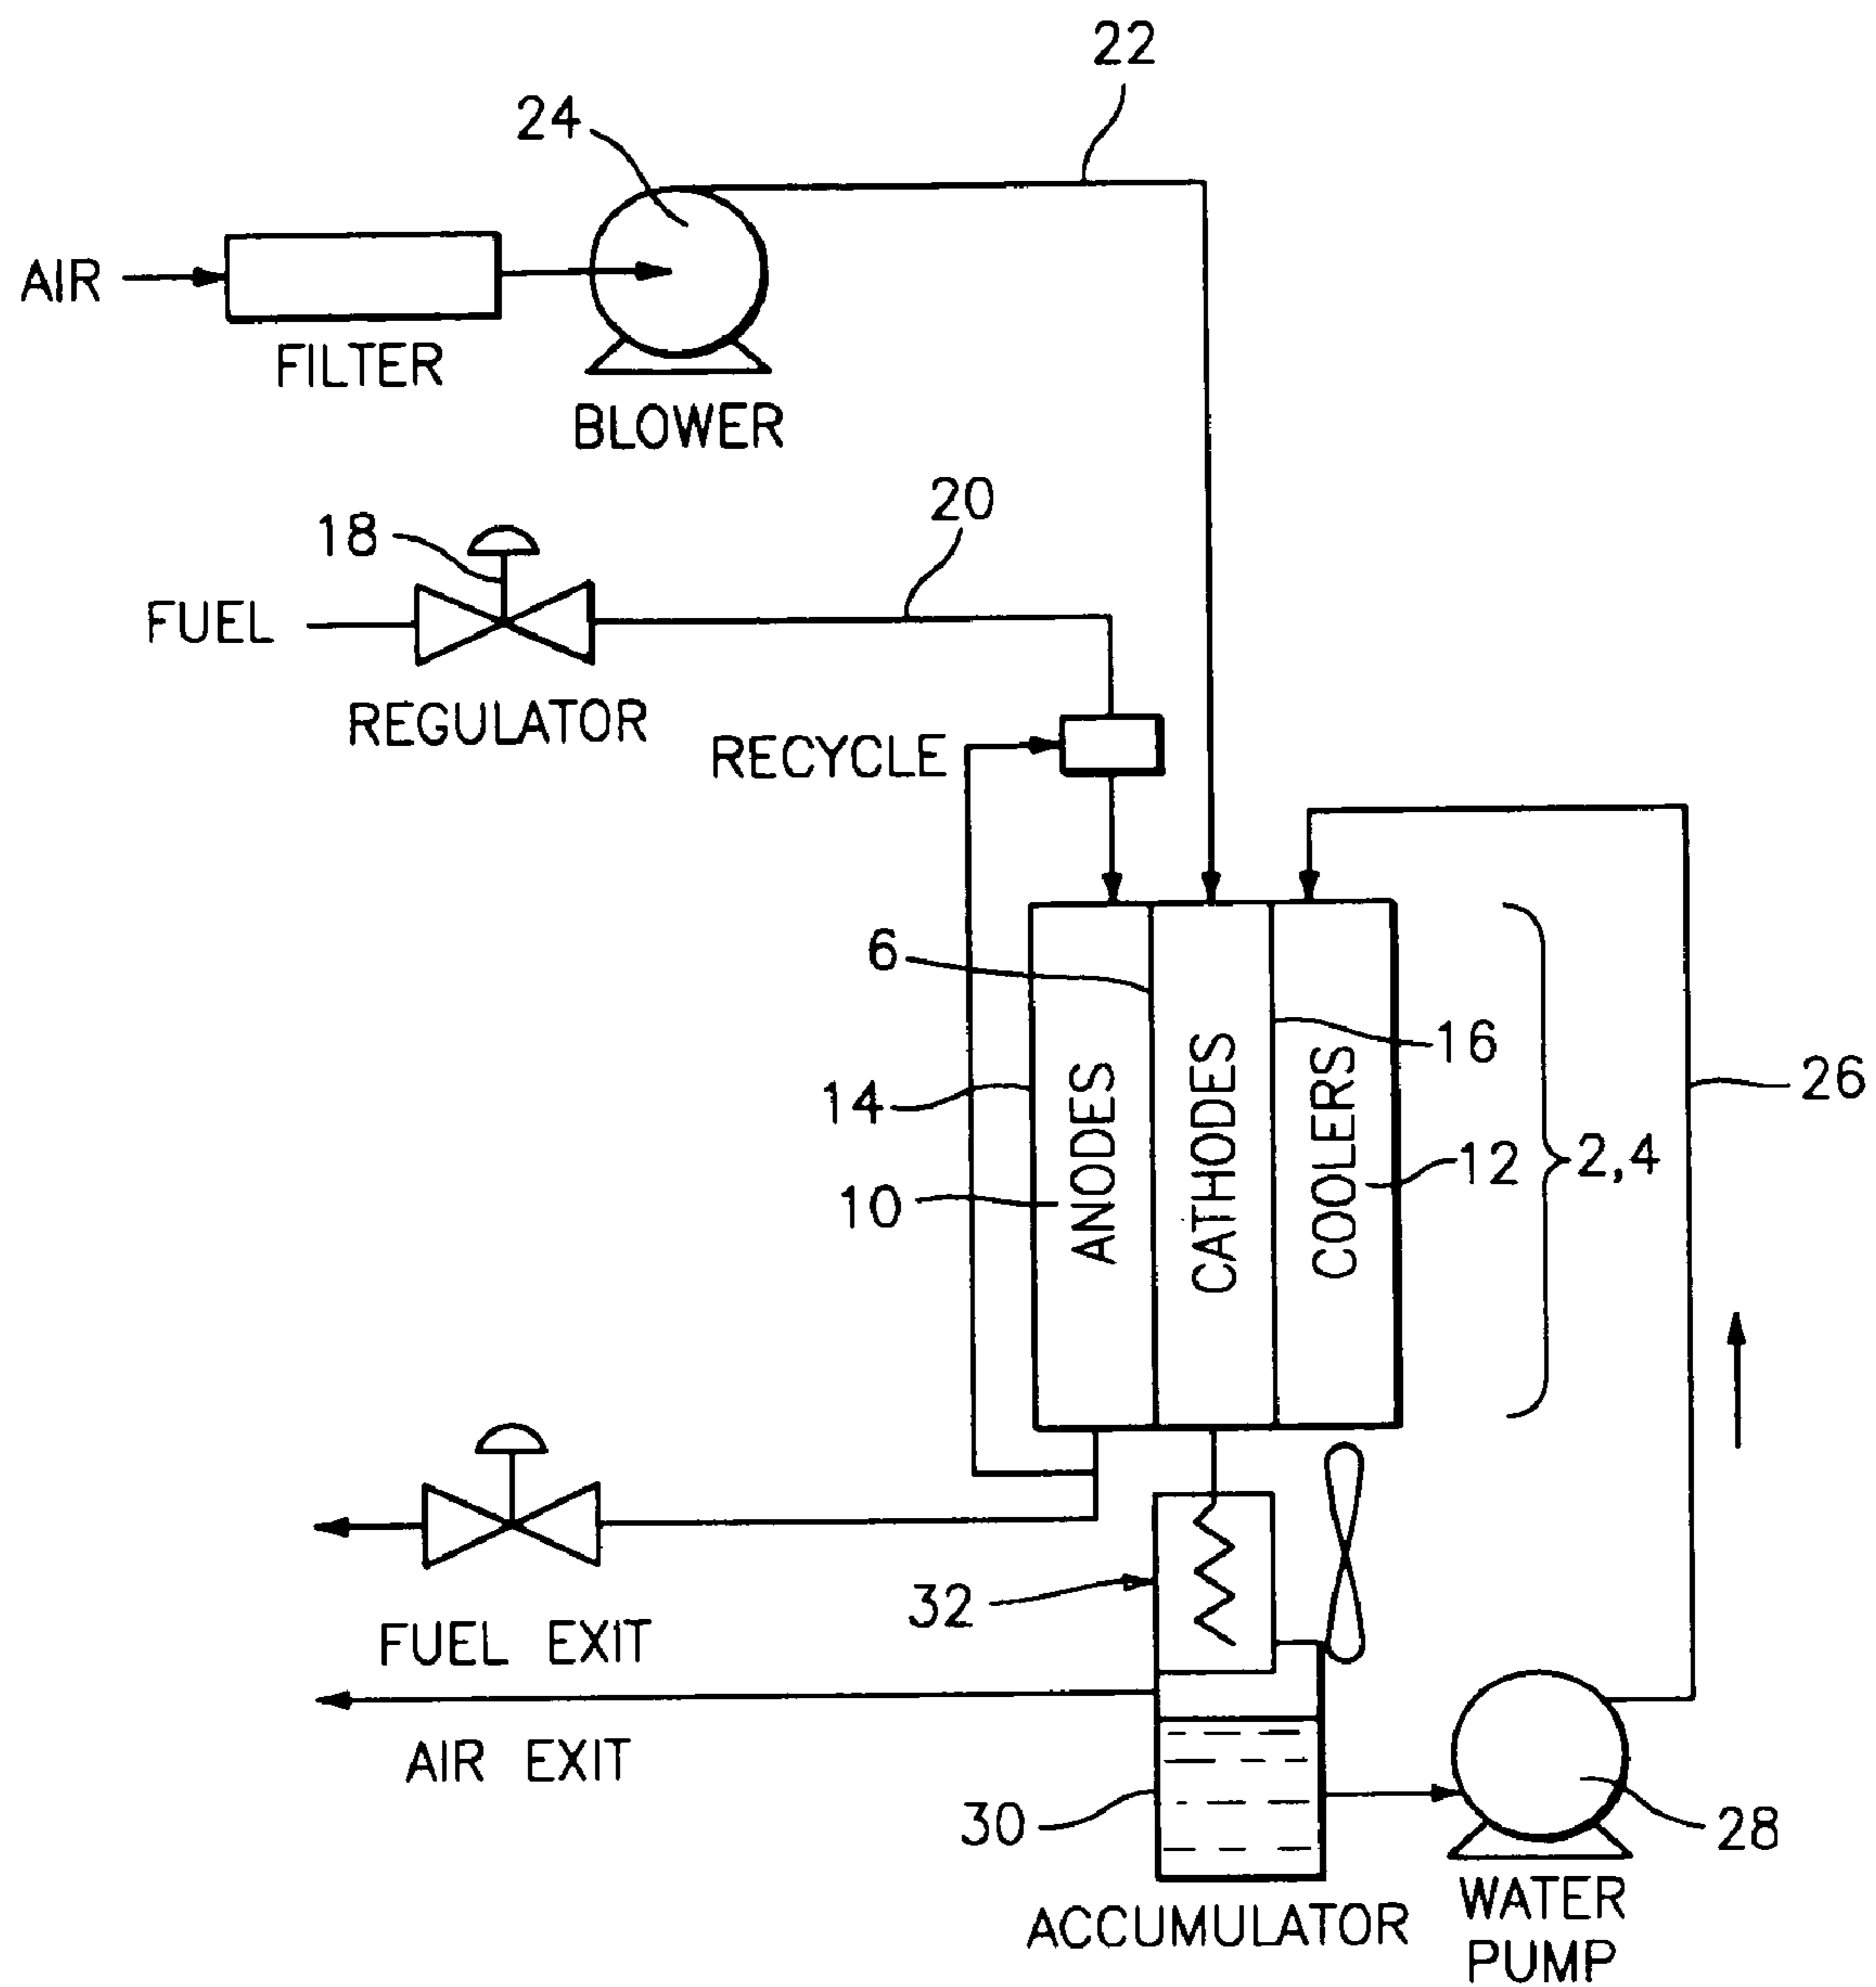 22
24
AIR
FILTER
BLOWER
20
18
FUEL
REGULATOR
RECYCLE
6
16
14
26
ANODES
CATHODES
COOLERS
12
2,4
10
32
FUEL EXIT
AIR EXIT
30
28
ACCUMULATOR
WATER
PUMP